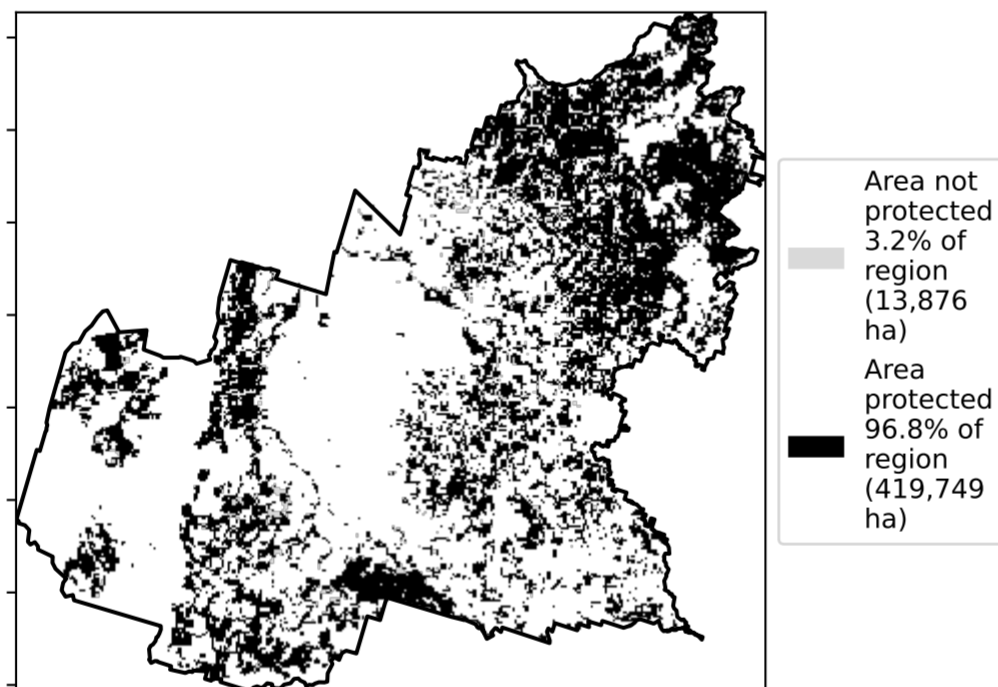 Area not
protected
3.2% of
region
(13,876
ha)
Area
protected
96.8% of
region
(419,749
ha)